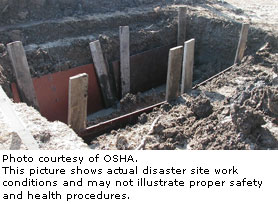 Photo courtesy of OSHA.
This picture shows actual disaster site work
conditions and may not illustrate proper safety
and health procedures.